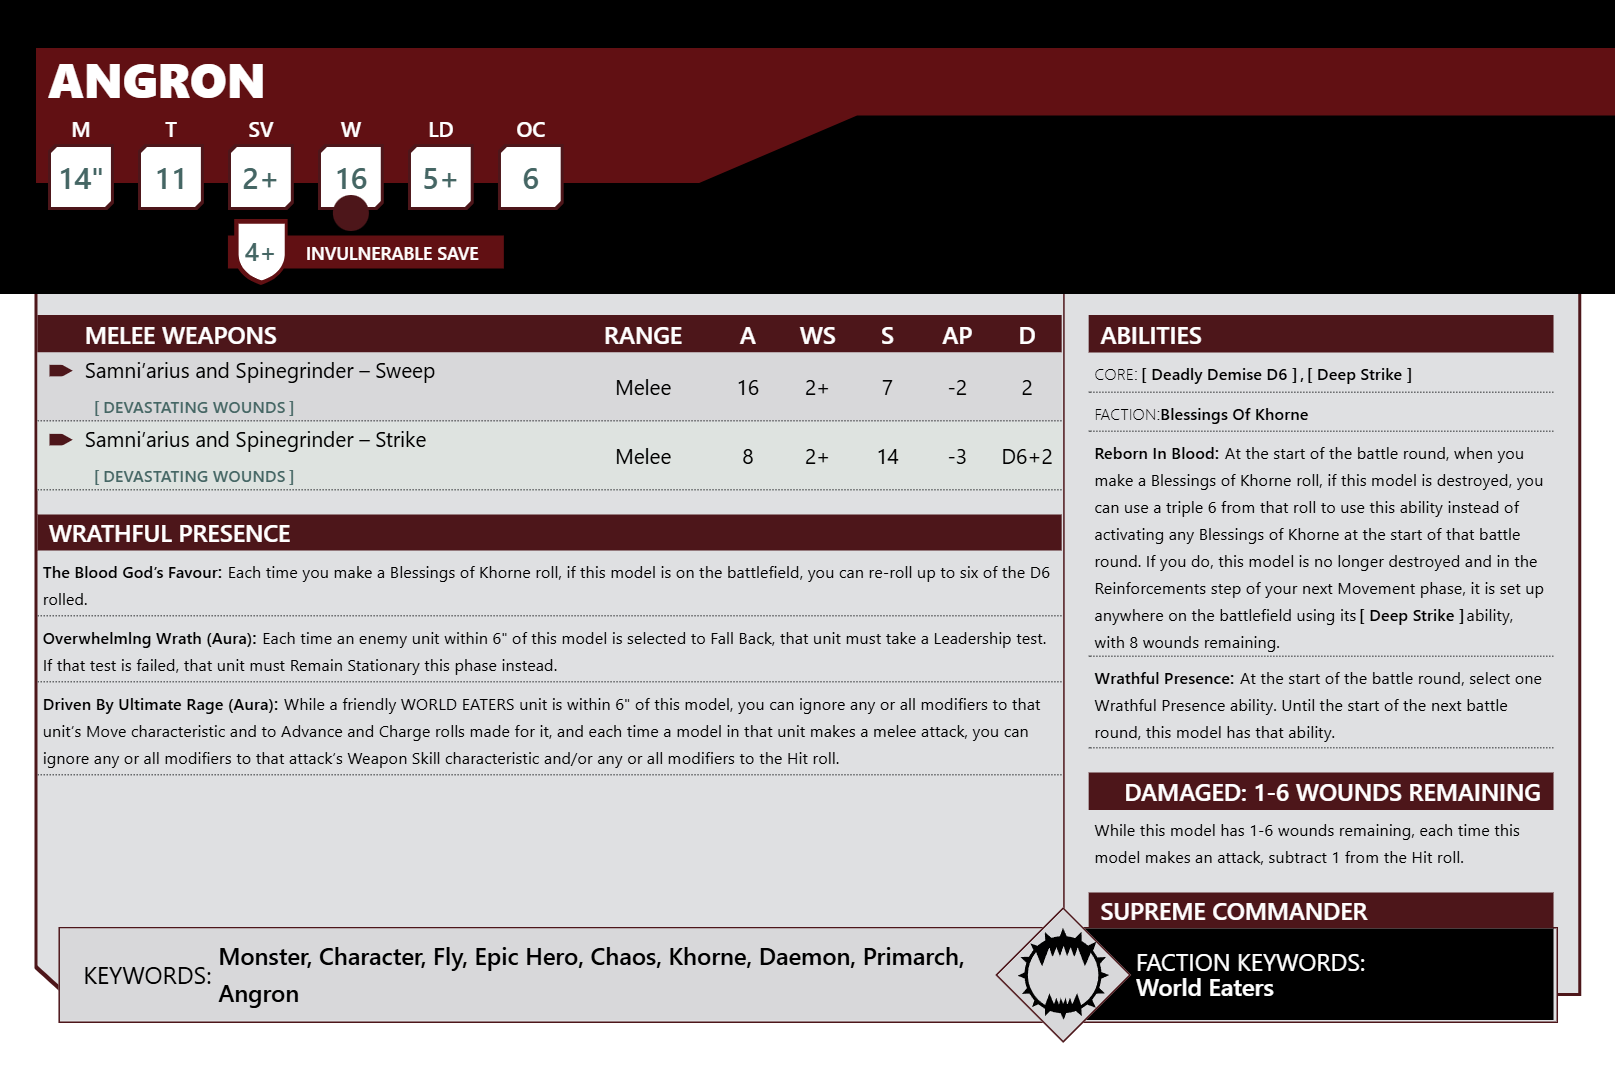 ANGRON
M T SV W LD OC
14" 11 2+ 16 5+ 6
4+ INVULNERABLE SAVE
MELEE WEAPONS RANGE A WS S AP D
Samni’arius and Spinegrinder – Sweep
Melee 16 2+ 7 -2 2
[ DEVASTATING WOUNDS ]
Samni’arius and Spinegrinder – Strike
Melee 8 2+ 14 -3 D6+2
[ DEVASTATING WOUNDS ]
WRATHFUL PRESENCE
The Blood God’s Favour: Each time you make a Blessings of Khorne roll, if this model is on the battlefield, you can re-roll up to six of the D6
rolled.
Overwhelmlng Wrath (Aura): Each time an enemy unit within 6" of this model is selected to Fall Back, that unit must take a Leadership test.
If that test is failed, that unit must Remain Stationary this phase instead.
Driven By Ultimate Rage (Aura): While a friendly WORLD EATERS unit is within 6" of this model, you can ignore any or all modifiers to that
unit’s Move characteristic and to Advance and Charge rolls made for it, and each time a model in that unit makes a melee attack, you can
ignore any or all modifiers to that attack’s Weapon Skill characteristic and/or any or all modifiers to the Hit roll.
ABILITIES
CORE: [ Deadly Demise D6 ] , [ Deep Strike ]
FACTION:Blessings Of Khorne
Reborn In Blood: At the start of the battle round, when you
make a Blessings of Khorne roll, if this model is destroyed, you
can use a triple 6 from that roll to use this ability instead of
activating any Blessings of Khorne at the start of that battle
round. If you do, this model is no longer destroyed and in the
Reinforcements step of your next Movement phase, it is set up
anywhere on the battlefield using its [ Deep Strike ] ability,
with 8 wounds remaining.
Wrathful Presence: At the start of the battle round, select one
Wrathful Presence ability. Until the start of the next battle
round, this model has that ability.
DAMAGED: 1-6 WOUNDS REMAINING
While this model has 1-6 wounds remaining, each time this
model makes an attack, subtract 1 from the Hit roll.
SUPREME COMMANDER
KEYWORDS: Monster, Character, Fly, Epic Hero, Chaos, Khorne, Daemon, Primarch,
Angron
FACTION KEYWORDS:
World Eaters